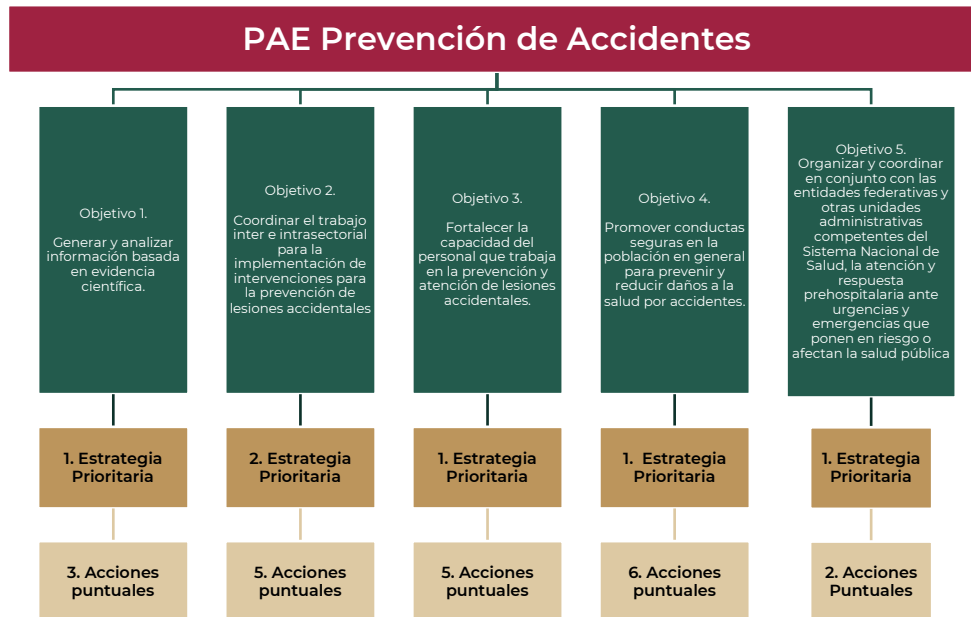 PAE Prevención de Accidentes
Objetivo 1.
Generar y analizar
información basada
en evidencia
científica.
Objetivo 2.
Coordinar el trabajo
inter e intrasectorial
para la
implementación de
intervenciones para
la prevención de
lesiones accidentales
Objetivo 3.
Fortalecer la
capacidad del
personal que trabaja
en la prevención y
atención de lesiones
accidentales.
Objetivo 4.
Promover conductas
seguras en la
población en general
para prevenir y
reducir daños a la
salud por accidentes.
Objetivo 5.
Organizar y coordinar
en conjunto con las
entidades federativas y
otras unidades
administrativas
competentes del
Sistema Nacional de
Salud, la atención y
respuesta
prehospitalaria ante
urgencias y
emergencias que
ponen en riesgo o
afectan la salud pública
1. Estrategia
Prioritaria
2. Estrategia
Prioritaria
1. Estrategia
Prioritaria
1. Estrategia
Prioritaria
1. Estrategia
Prioritaria
3. Acciones
puntuales
5. Acciones
puntuales
5. Acciones
puntuales
6. Acciones
puntuales
2. Acciones
Puntuales